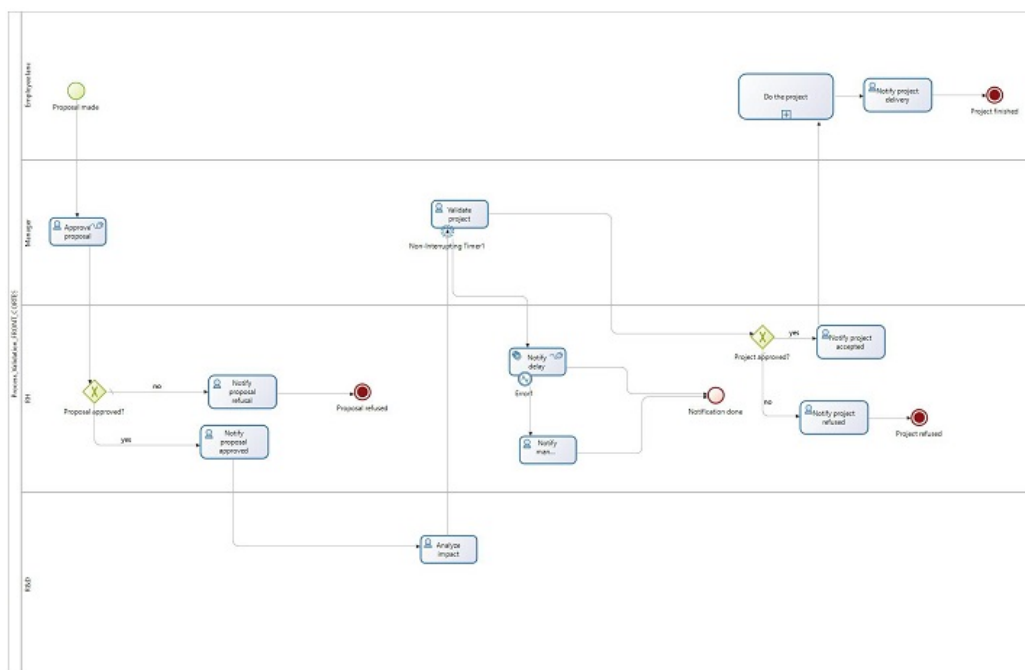 Employee lane
Proposal made
Do the project
Notify project
delivery
Project finished
Manager
Approve
proposal
Validate
project
Non-Interrupting Timer1
RH
Proposal approved?
no
Notify
proposal
refusal
Proposal refused
yes
Notify
proposal
approved
Notify
delay
Error1
Notify
man...
Notification done
Project approved?
yes
Notify project
accepted
no
Notify project
refused
Project refused
R&D
Analyze
impact